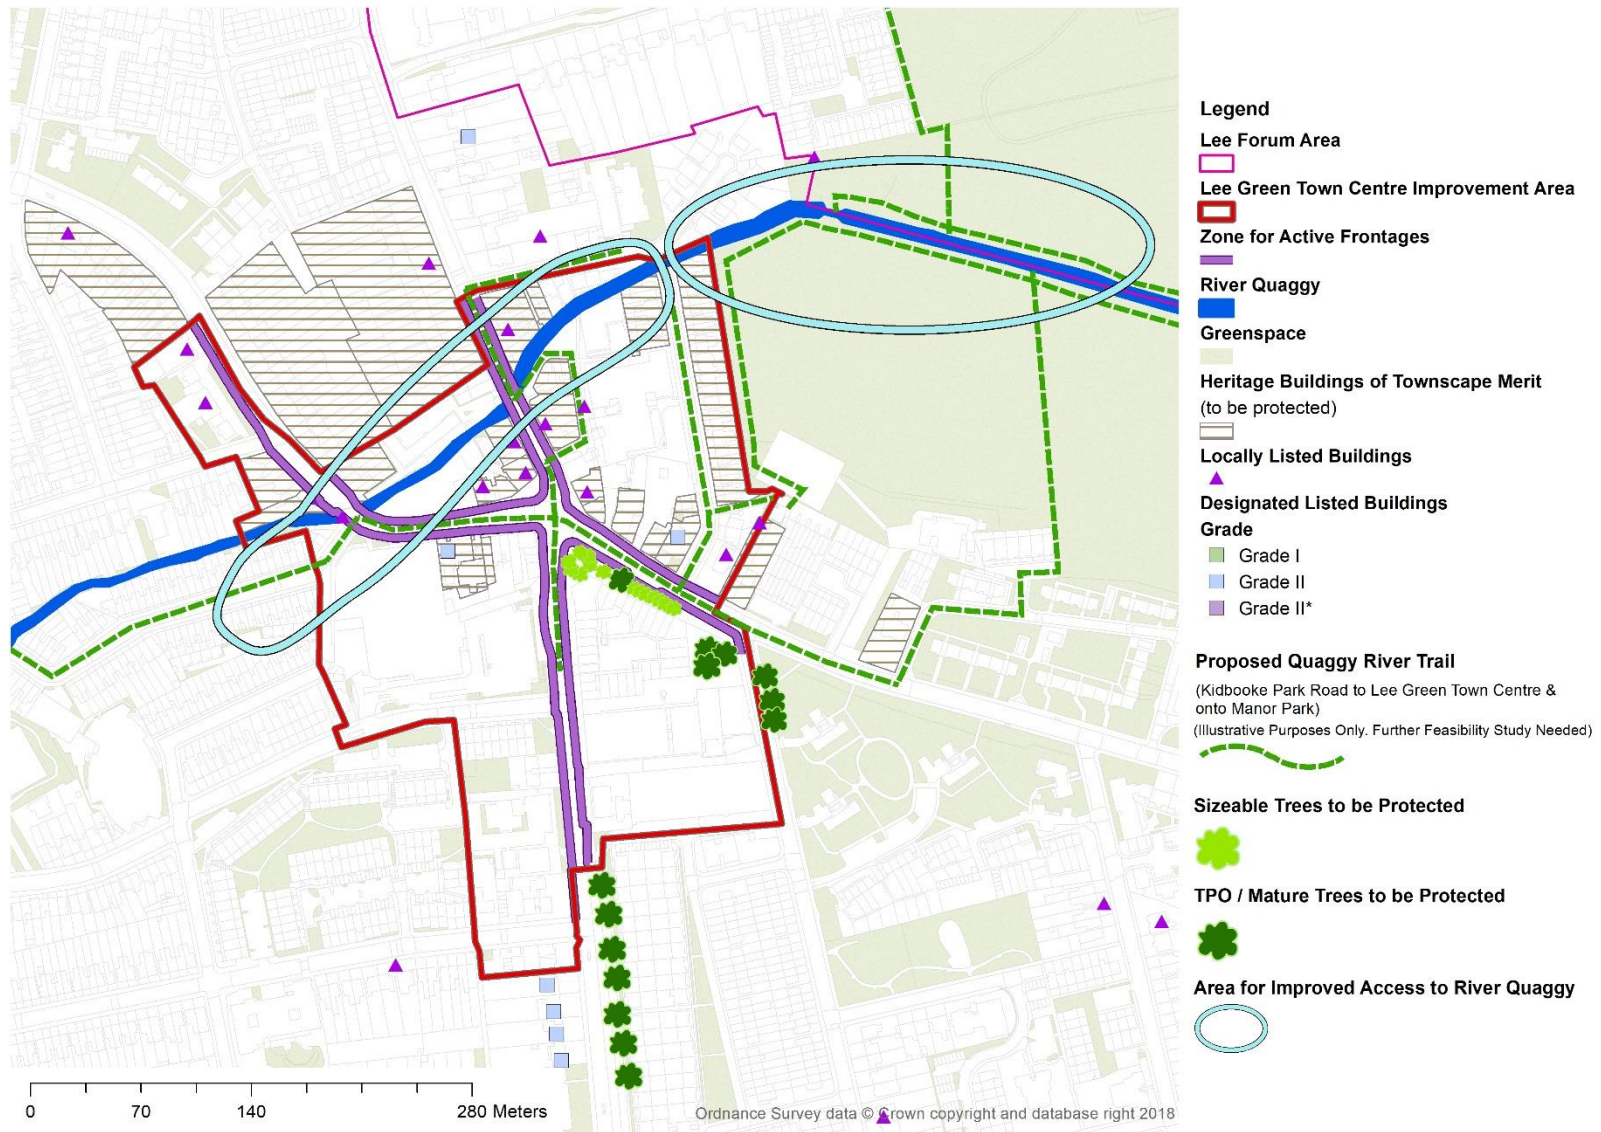 Legend
Lee Forum Area
Lee Green Town Centre Improvement Area
Zone for Active Frontages
River Quaggy
Greenspace
Heritage Buildings of Townscape Merit
(to be protected)
Locally Listed Buildings
Designated Listed Buildings
Grade
Grade I
Grade II
Grade II*
Proposed Quaggy River Trail
(Kidbooke Park Road to Lee Green Town Centre &
onto Manor Park)
(Illustrative Purposes Only. Further Feasibility Study Needed)
Sizeable Trees to be Protected
TPO / Mature Trees to be Protected
Area for Improved Access to River Quaggy
0 70 140 280 Meters
Ordnance Survey data © Crown copyright and database right 2018